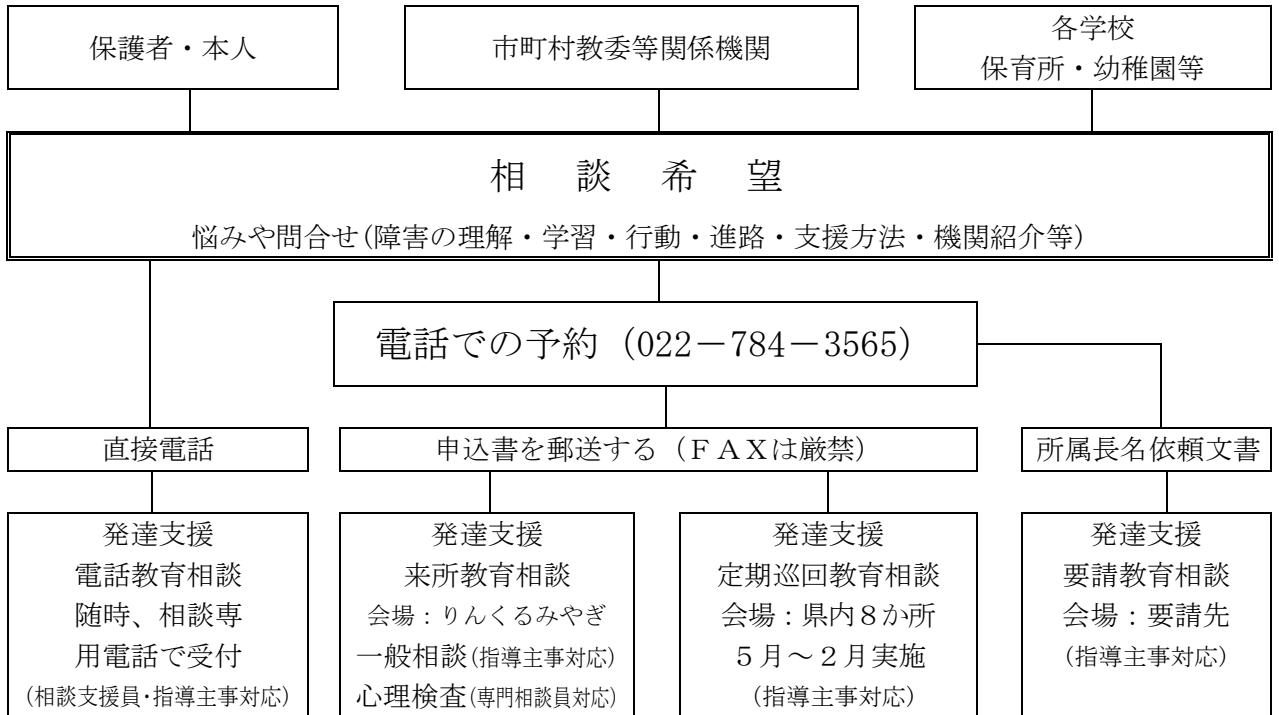 保護者・本人
市町村教委等関係機関
各学校
保育所・幼稚園等
相　談　希　望
悩みや問合せ(障害の理解・学習・行動・進路・支援方法・機関紹介等)
電話での予約（022－784－3565）
直接電話
申込書を郵送する（ＦＡＸは厳禁）
所属長名依頼文書
発達支援
電話教育相談
随時、相談専
用電話で受付
(相談支援員･指導主事対応)
発達支援
来所教育相談
会場：りんくるみやぎ
一般相談(指導主事対応)
心理検査(専門相談員対応)
発達支援
定期巡回教育相談
会場：県内８か所
５月～２月実施
(指導主事対応)
発達支援
要請教育相談
会場：要請先
(指導主事対応)